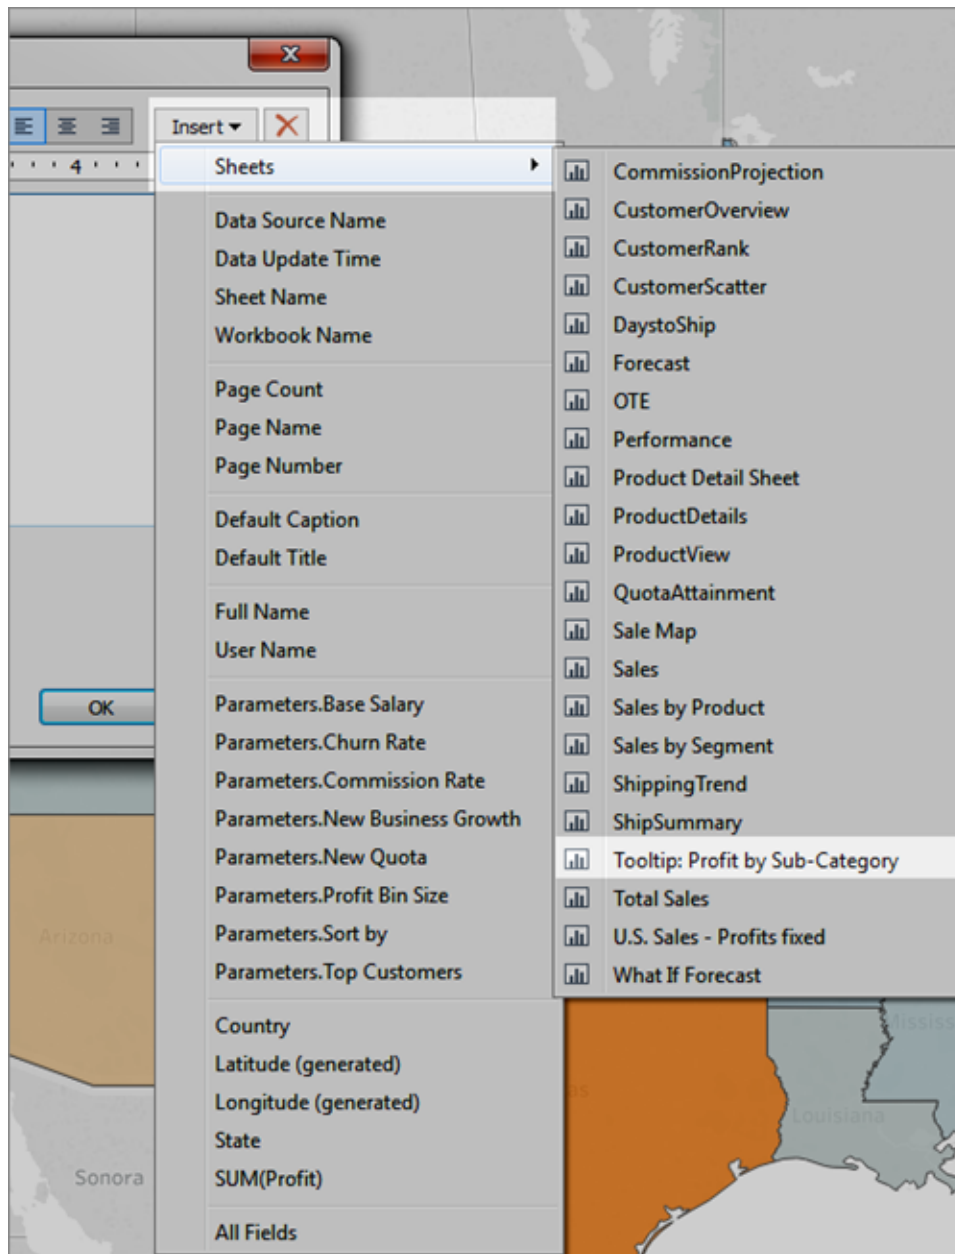 Insert
4
Sheets
Data Source Name
Data Update Time
Sheet Name
Workbook Name
Page Count
Page Name
Page Number
Default Caption
Default Title
Full Name
User Name
OK
Parameters.Base Salary
Parameters.Churn Rate
Parameters.Commission Rate
Parameters.New Business Growth
Parameters.New Quota
Parameters.Profit Bin Size
Parameters.Sort by
Parameters.Top Customers
Country
Latitude (generated)
Longitude (generated)
State
SUM(Profit)
All Fields
CommissionProjection
CustomerOverview
CustomerRank
CustomerScatter
DaystoShip
Forecast
OTE
Performance
Product Detail Sheet
ProductDetails
ProductView
QuotaAttainment
Sale Map
Sales
Sales by Product
Sales by Segment
ShippingTrend
ShipSummary
Tooltip: Profit by Sub-Category
Total Sales
U.S. Sales - Profits fixed
What If Forecast
Arizona
Sonora
as
Louisiana
Mississ